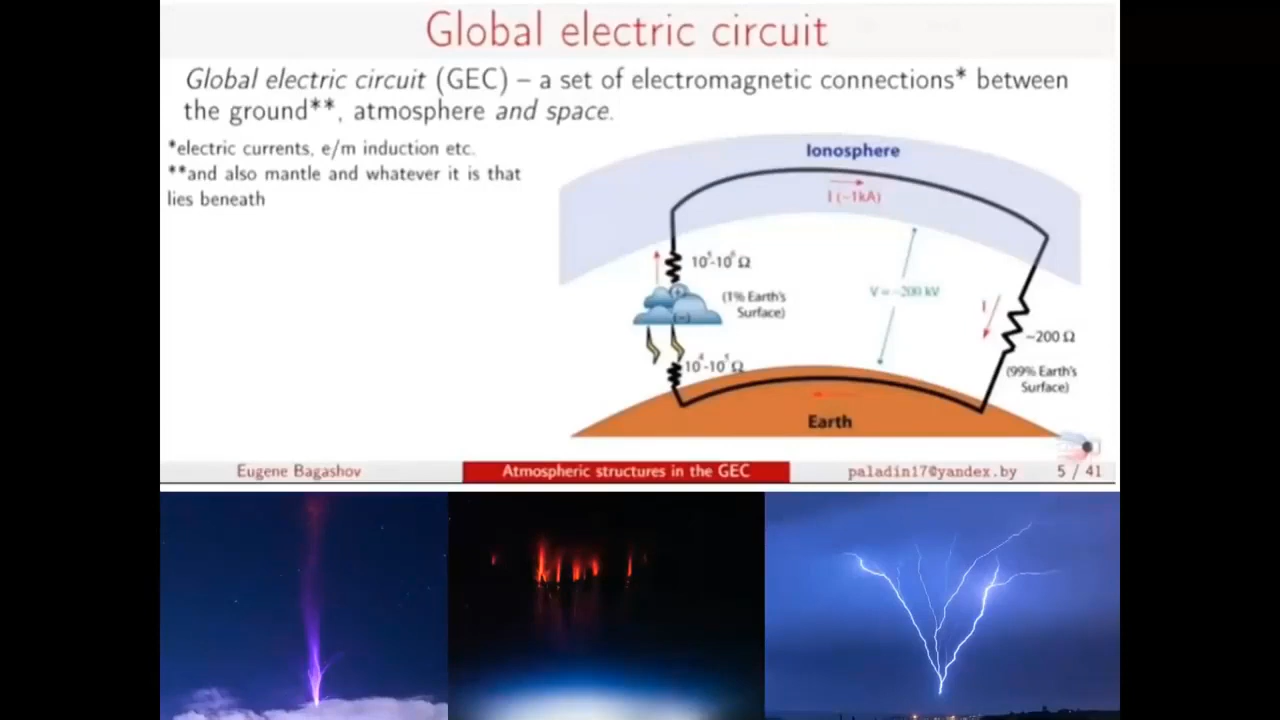 Global electric circuit
Global electric circuit (GEC) – a set of electromagnetic connections* between
the ground**, atmosphere and space.
*electric currents, e/m induction etc.
**and also mantle and whatever it is that
lies beneath
Ionosphere
I (~1kA)
10⁵-10⁶ Ω
(+)
(1% Earth's
Surface)
V = ~200 kV
(−)
I
~200 Ω
10⁴-10⁵ Ω
(99% Earth's
Surface)
Earth
Eugene Bagashov
Atmospheric structures in the GEC
paladin17@yandex.by
5 / 41